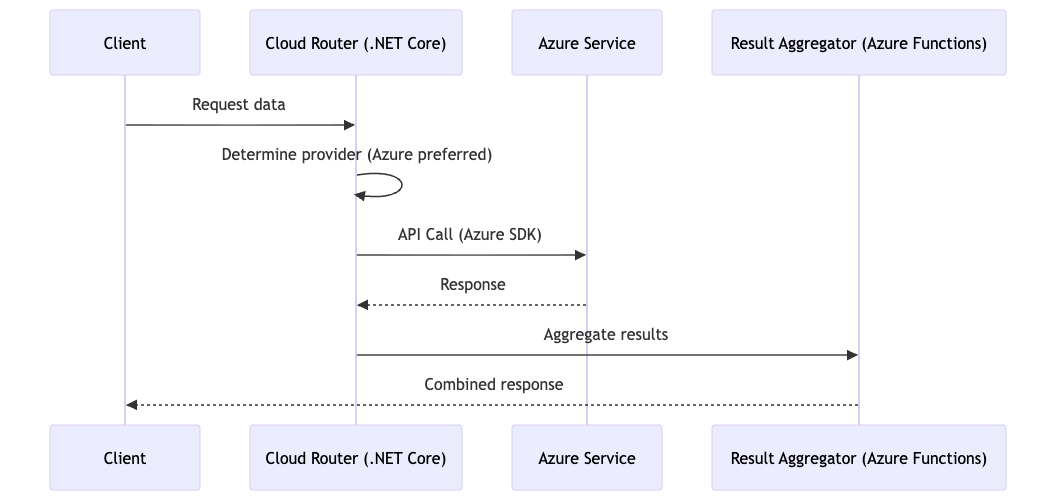 Client
Cloud Router (.NET Core)
Azure Service
Result Aggregator (Azure Functions)
Request data
Determine provider (Azure preferred)
API Call (Azure SDK)
Response
Aggregate results
Combined response
Client
Cloud Router (.NET Core)
Azure Service
Result Aggregator (Azure Functions)